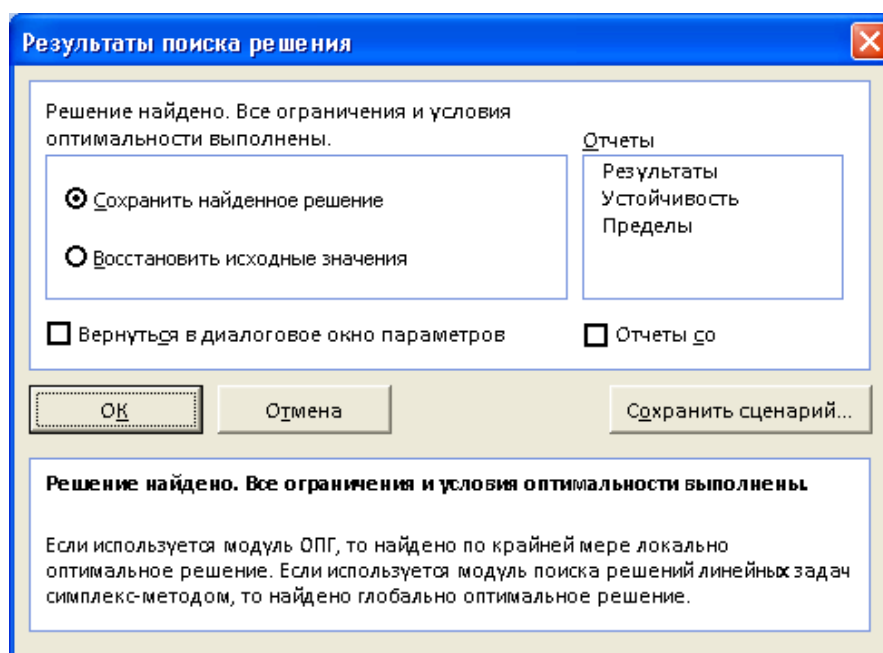 Результаты поиска решения
Решение найдено. Все ограничения и условия
оптимальности выполнены.
Отчеты
Результаты
Устойчивость
Пределы
Сохранить найденное решение
Восстановить исходные значения
Вернуться в диалоговое окно параметров
Отчеты со
ОК
Отмена
Сохранить сценарий...
Решение найдено. Все ограничения и условия оптимальности выполнены.
Если используется модуль ОПГ, то найдено по крайней мере локально
оптимальное решение. Если используется модуль поиска решений линейных задач
симплекс-методом, то найдено глобально оптимальное решение.